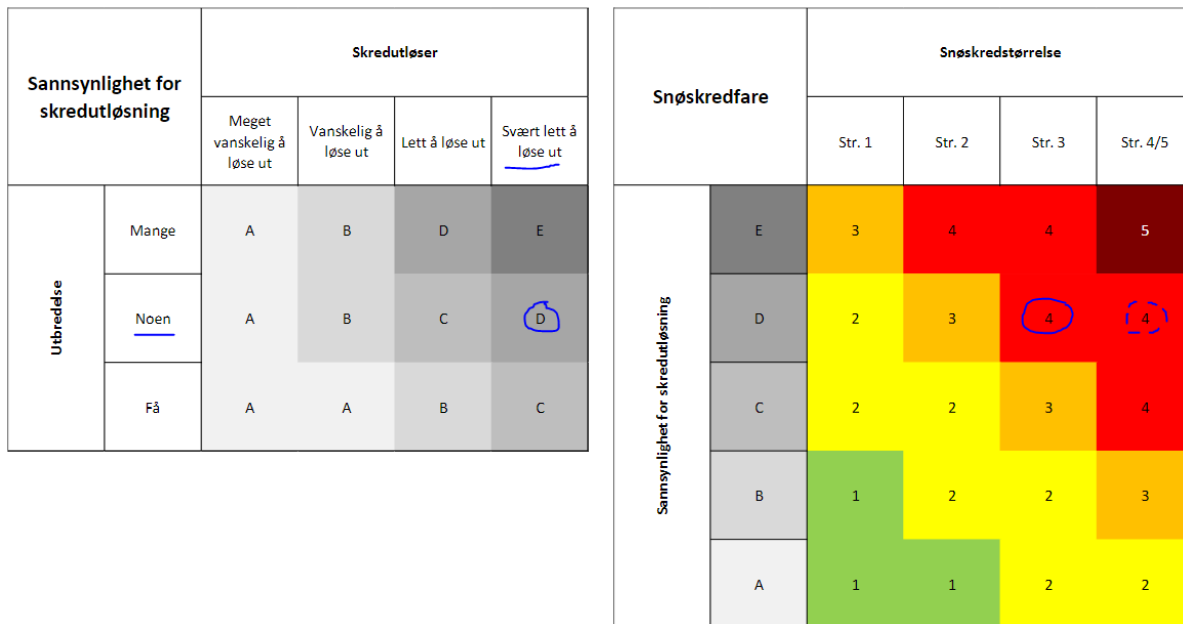 Sannsynlighet for
skredutløsning
Skredutløser
Meget
vanskelig å
løse ut
Vanskelig å
løse ut
Lett å løse ut
Svært lett å
løse ut
Utbredelse
Mange
A
B
D
E
Noen
A
B
C
D
Få
A
A
B
C
Snøskredfare
Snøskredstørrelse
Str. 1
Str. 2
Str. 3
Str. 4/5
Sannsynlighet for skredutløsning
E
3
4
4
5
D
2
3
4
4
C
2
2
3
4
B
1
2
2
3
A
1
1
2
2